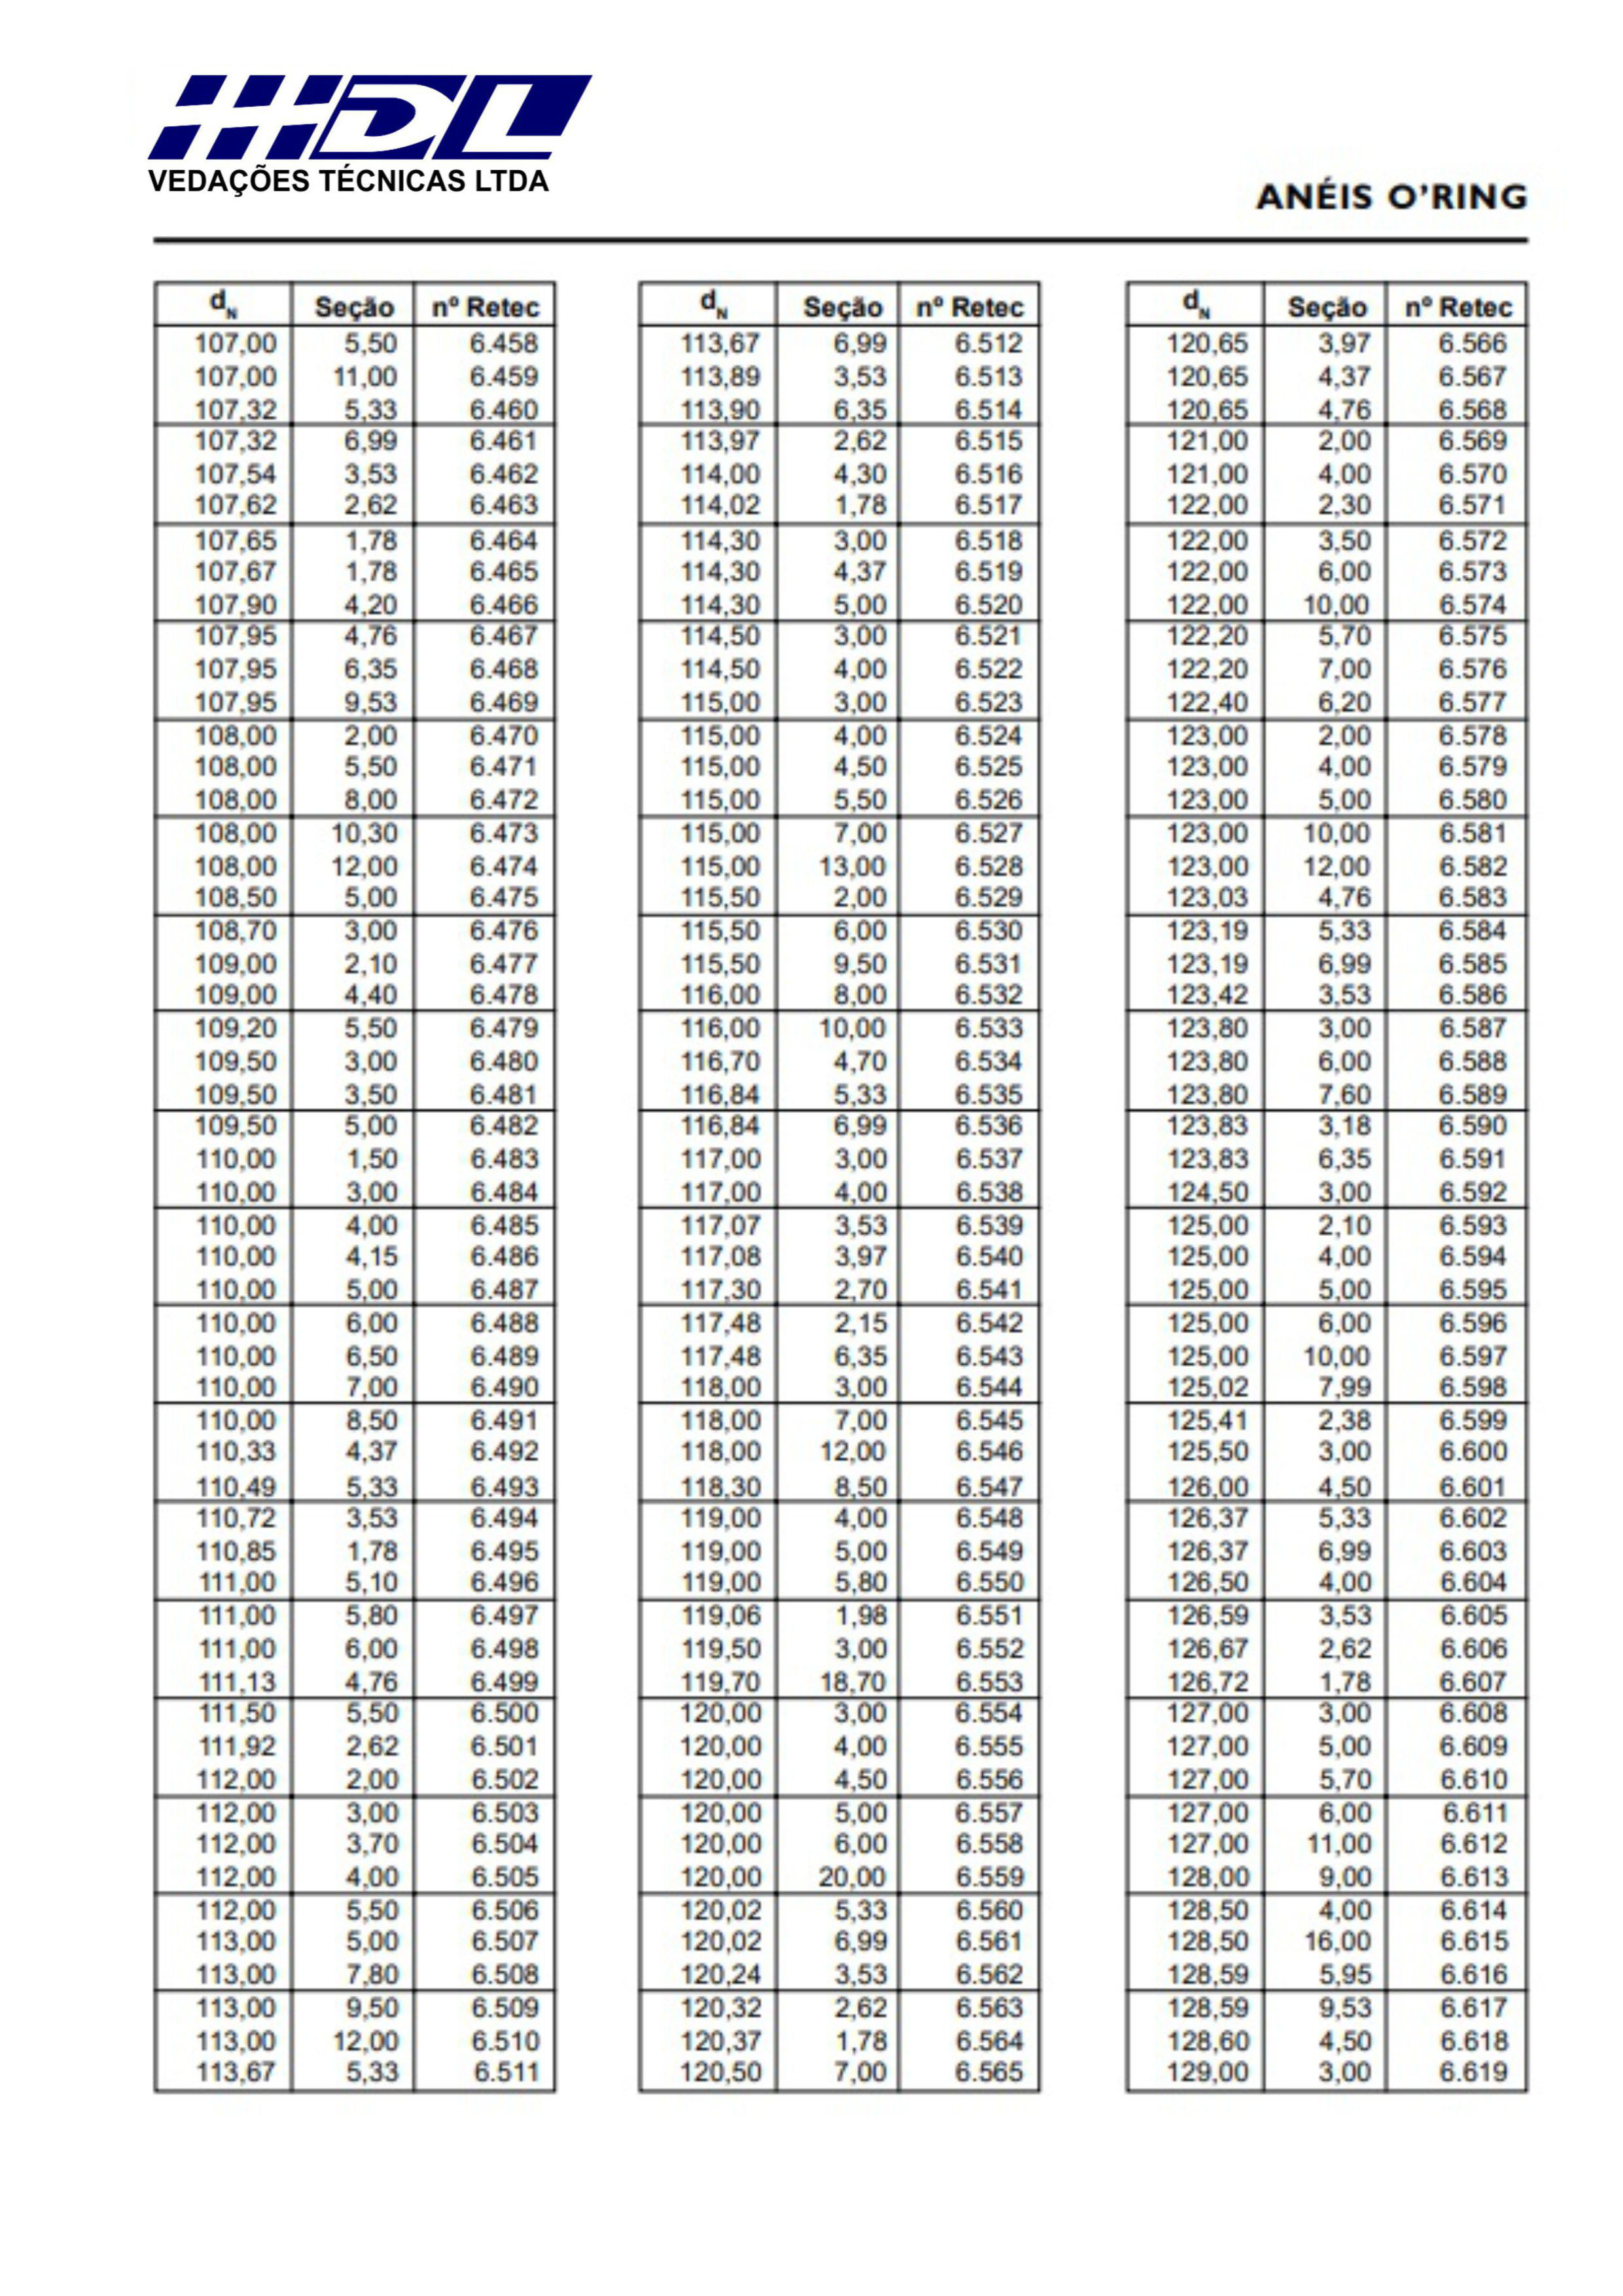 HDL
VEDAÇÕES TÉCNICAS LTDA
ANÉIS O'RING
dN Seção nº Retec
107,00 5,50 6.458
107,00 11,00 6.459
107,32 5,33 6.460
107,32 6,99 6.461
107,54 3,53 6.462
107,62 2,62 6.463
107,65 1,78 6.464
107,67 1,78 6.465
107,90 4,20 6.466
107,95 4,76 6.467
107,95 6,35 6.468
107,95 9,53 6.469
108,00 2,00 6.470
108,00 5,50 6.471
108,00 8,00 6.472
108,00 10,30 6.473
108,00 12,00 6.474
108,50 5,00 6.475
108,70 3,00 6.476
109,00 2,10 6.477
109,00 4,40 6.478
109,20 5,50 6.479
109,50 3,00 6.480
109,50 3,50 6.481
109,50 5,00 6.482
110,00 1,50 6.483
110,00 3,00 6.484
110,00 4,00 6.485
110,00 4,15 6.486
110,00 5,00 6.487
110,00 6,00 6.488
110,00 6,50 6.489
110,00 7,00 6.490
110,00 8,50 6.491
110,33 4,37 6.492
110,49 5,33 6.493
110,72 3,53 6.494
110,85 1,78 6.495
111,00 5,10 6.496
111,00 5,80 6.497
111,00 6,00 6.498
111,13 4,76 6.499
111,50 5,50 6.500
111,92 2,62 6.501
112,00 2,00 6.502
112,00 3,00 6.503
112,00 3,70 6.504
112,00 4,00 6.505
112,00 5,50 6.506
113,00 5,00 6.507
113,00 7,80 6.508
113,00 9,50 6.509
113,00 12,00 6.510
113,67 5,33 6.511
dN Seção nº Retec
113,67 6,99 6.512
113,89 3,53 6.513
113,90 6,35 6.514
113,97 2,62 6.515
114,00 4,30 6.516
114,02 1,78 6.517
114,30 3,00 6.518
114,30 4,37 6.519
114,30 5,00 6.520
114,50 3,00 6.521
114,50 4,00 6.522
115,00 3,00 6.523
115,00 4,00 6.524
115,00 4,50 6.525
115,00 5,50 6.526
115,00 7,00 6.527
115,00 13,00 6.528
115,50 2,00 6.529
115,50 6,00 6.530
115,50 9,50 6.531
116,00 8,00 6.532
116,00 10,00 6.533
116,70 4,70 6.534
116,84 5,33 6.535
116,84 6,99 6.536
117,00 3,00 6.537
117,00 4,00 6.538
117,07 3,53 6.539
117,08 3,97 6.540
117,30 2,70 6.541
117,48 2,15 6.542
117,48 6,35 6.543
118,00 3,00 6.544
118,00 7,00 6.545
118,00 12,00 6.546
118,30 8,50 6.547
119,00 4,00 6.548
119,00 5,00 6.549
119,00 5,80 6.550
119,06 1,98 6.551
119,50 3,00 6.552
119,70 18,70 6.553
120,00 3,00 6.554
120,00 4,00 6.555
120,00 4,50 6.556
120,00 5,00 6.557
120,00 6,00 6.558
120,00 20,00 6.559
120,02 5,33 6.560
120,02 6,99 6.561
120,24 3,53 6.562
120,32 2,62 6.563
120,37 1,78 6.564
120,50 7,00 6.565
dN Seção nº Retec
120,65 3,97 6.566
120,65 4,37 6.567
120,65 4,76 6.568
121,00 2,00 6.569
121,00 4,00 6.570
122,00 2,30 6.571
122,00 3,50 6.572
122,00 6,00 6.573
122,00 10,00 6.574
122,20 5,70 6.575
122,20 7,00 6.576
122,40 6,20 6.577
123,00 2,00 6.578
123,00 4,00 6.579
123,00 5,00 6.580
123,00 10,00 6.581
123,00 12,00 6.582
123,03 4,76 6.583
123,19 5,33 6.584
123,19 6,99 6.585
123,42 3,53 6.586
123,80 3,00 6.587
123,80 6,00 6.588
123,80 7,60 6.589
123,83 3,18 6.590
123,83 6,35 6.591
124,50 3,00 6.592
125,00 2,10 6.593
125,00 4,00 6.594
125,00 5,00 6.595
125,00 6,00 6.596
125,00 10,00 6.597
125,02 7,99 6.598
125,41 2,38 6.599
125,50 3,00 6.600
126,00 4,50 6.601
126,37 5,33 6.602
126,37 6,99 6.603
126,50 4,00 6.604
126,59 3,53 6.605
126,67 2,62 6.606
126,72 1,78 6.607
127,00 3,00 6.608
127,00 5,00 6.609
127,00 5,70 6.610
127,00 6,00 6.611
127,00 11,00 6.612
128,00 9,00 6.613
128,50 4,00 6.614
128,50 16,00 6.615
128,59 5,95 6.616
128,59 9,53 6.617
128,60 4,50 6.618
129,00 3,00 6.619